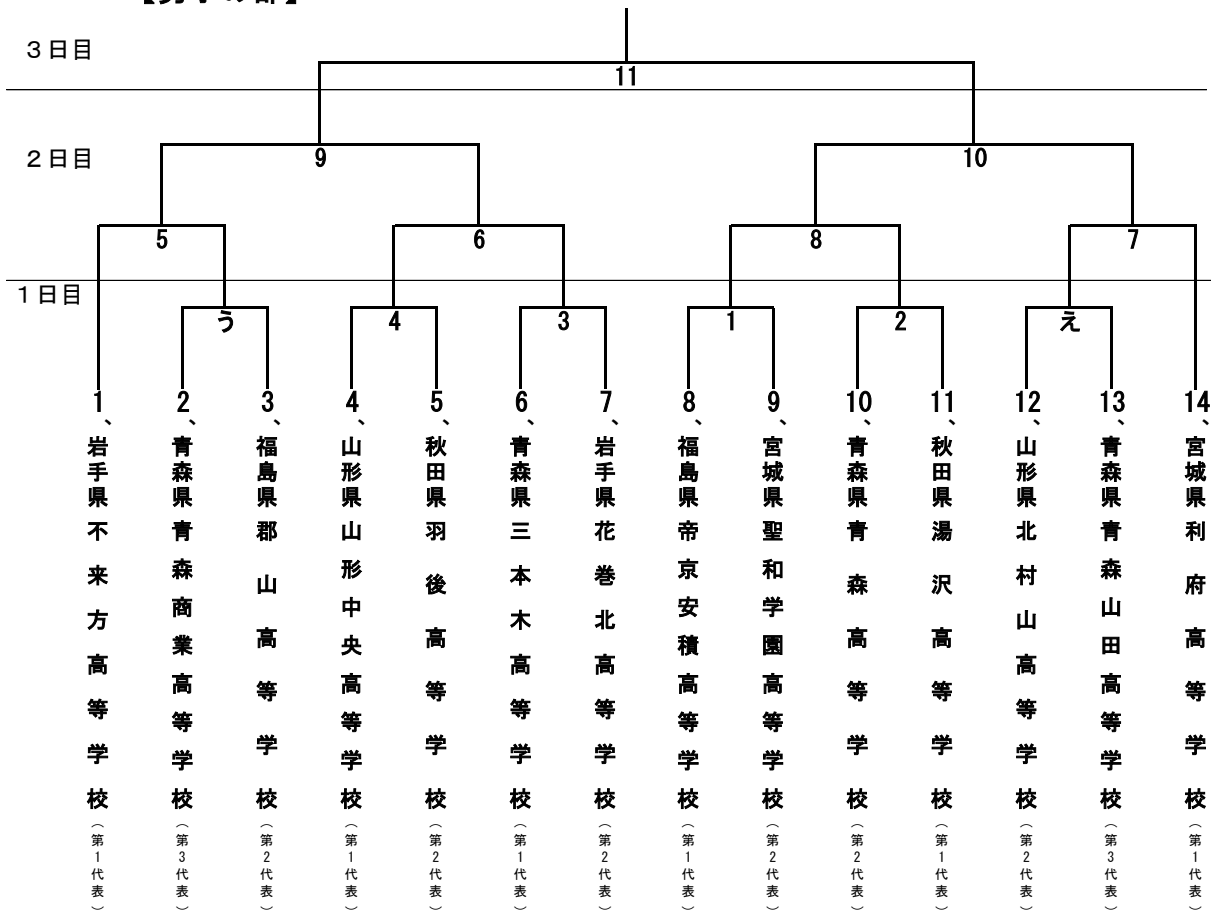 ３日目
11
２日目
9
10
5
6
8
7
１日目
う
4
3
1
2
え
1、岩手県 不来方高等学校（第1代表）
2、青森県 青森商業高等学校（第3代表）
3、福島県 郡山高等学校（第2代表）
4、山形県 山形中央高等学校（第1代表）
5、秋田県 羽後高等学校（第2代表）
6、青森県 三本木高等学校（第1代表）
7、岩手県 花巻北高等学校（第2代表）
8、福島県 帝京安積高等学校（第1代表）
9、宮城県 聖和学園高等学校（第2代表）
10、青森県 青森高等学校（第2代表）
11、秋田県 湯沢高等学校（第1代表）
12、山形県 北村山高等学校（第2代表）
13、青森県 青森山田高等学校（第3代表）
14、宮城県 利府高等学校（第1代表）